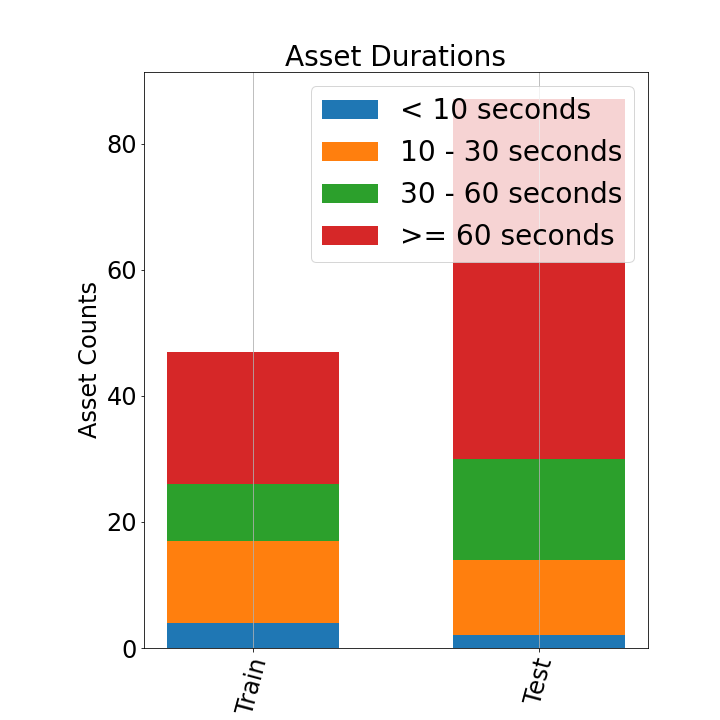 Asset Durations
< 10 seconds
10 - 30 seconds
30 - 60 seconds
>= 60 seconds
Asset Counts
80
60
40
20
0
Train
Test